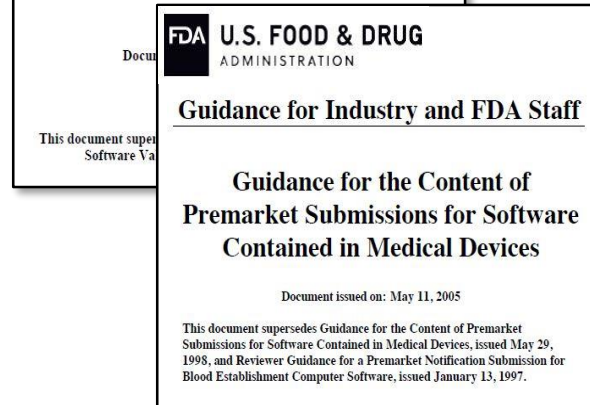 Docu
This document super
Software Va
FDA U.S. FOOD & DRUG
ADMINISTRATION
Guidance for Industry and FDA Staff
Guidance for the Content of
Premarket Submissions for Software
Contained in Medical Devices
Document issued on: May 11, 2005
This document supersedes Guidance for the Content of Premarket
Submissions for Software Contained in Medical Devices, issued May 29,
1998, and Reviewer Guidance for a Premarket Notification Submission for
Blood Establishment Computer Software, issued January 13, 1997.